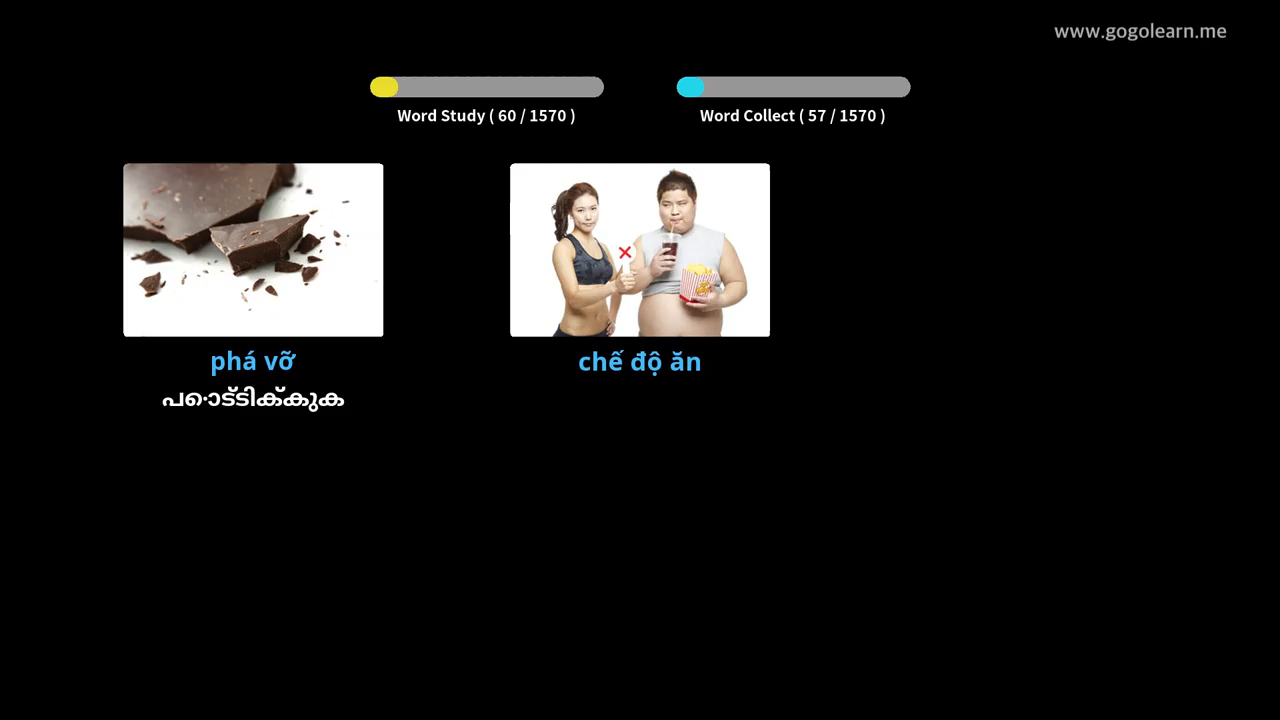 www.gogolearn.me
Word Study ( 60 / 1570 )
Word Collect ( 57 / 1570 )
phá vỡ
chế độ ăn
പൊട്ടിക്കുക